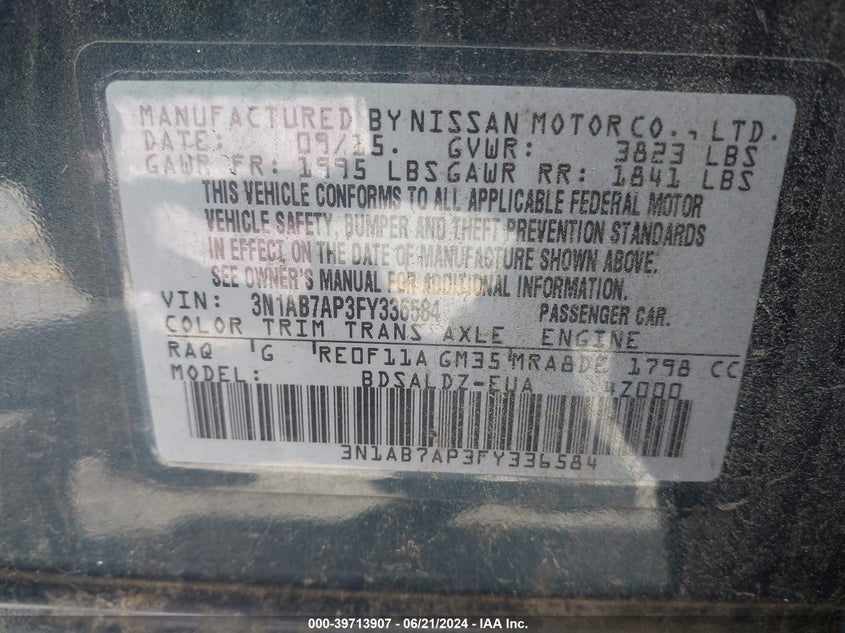 MANUFACTURED BY NISSAN MOTOR CO., LTD.
DATE: 09/15. GVWR: 3823 LBS
GAWR FR: 1995 LBS GAWR RR: 1841 LBS
THIS VEHICLE CONFORMS TO ALL APPLICABLE FEDERAL MOTOR
VEHICLE SAFETY, BUMPER AND THEFT PREVENTION STANDARDS
IN EFFECT ON THE DATE OF MANUFACTURE SHOWN ABOVE.
SEE OWNER'S MANUAL FOR ADDITIONAL INFORMATION.
VIN: 3N1AB7AP3FY336584 PASSENGER CAR.
COLOR TRIM TRANS AXLE ENGINE
RAQ G RE0F11A GM35 MRA8DE 1798 CC
MODEL: BDSALDZ-EUA 4Z000
3N1AB7AP3FY336584
000-39713907 / 06/21/2024 / IAA Inc.